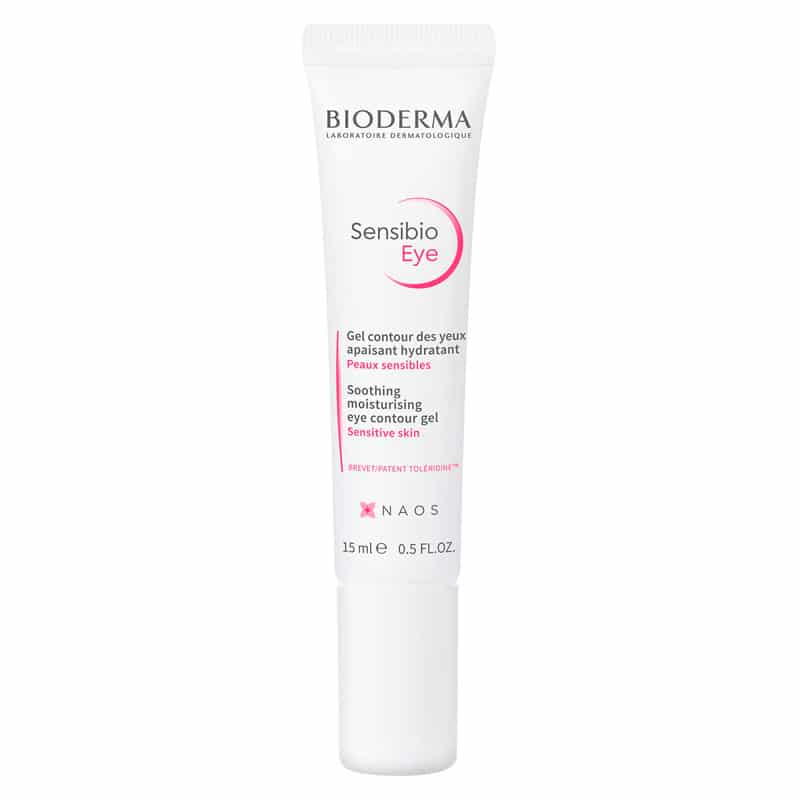 BIODERMA
LABORATOIRE DERMATOLOGIQUE
Sensibio
Eye
Gel contour des yeux
apaisant hydratant
Peaux sensibles
Soothing
moisturising
eye contour gel
Sensitive skin
BREVET/PATENT TOLÉRIDINE™
NAOS
15 ml ℮ 0.5 FL.OZ.